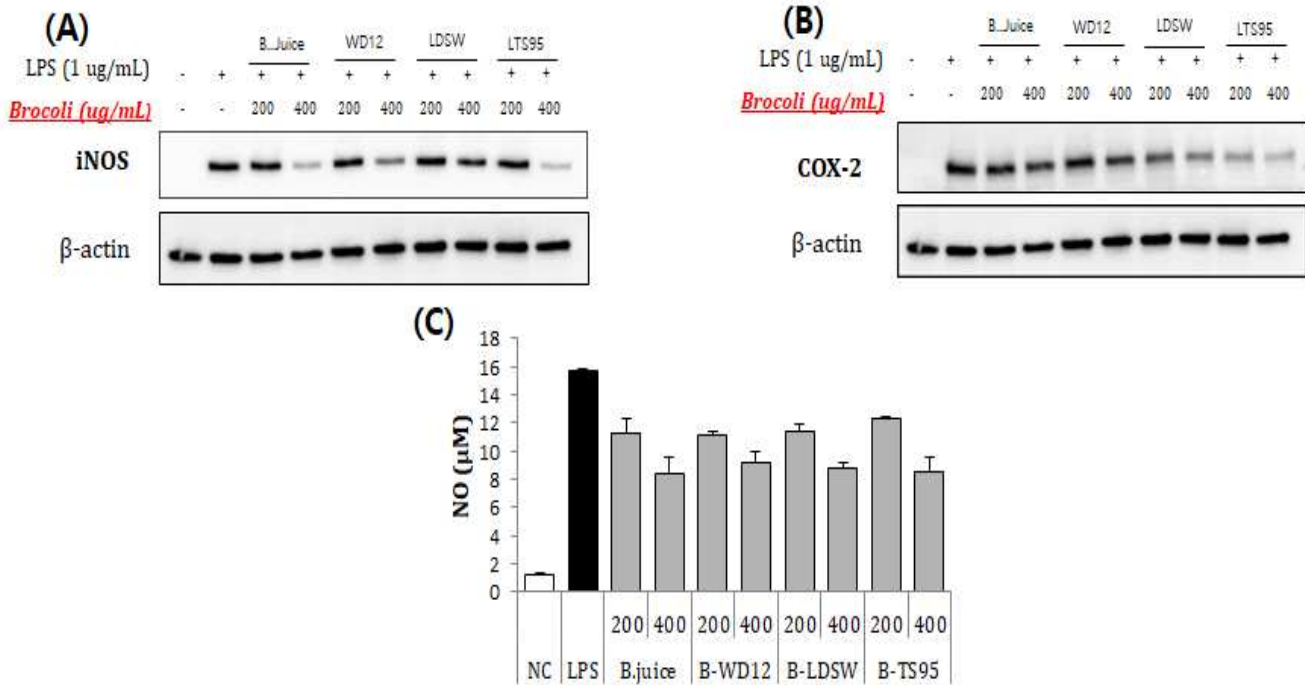 (A)
B...Juice WD12 LDSW LTS95
LPS (1 ug/mL) - + + + + + + + + +
Brocoli (ug/mL) - - 200 400 200 400 200 400 200 400
iNOS
β-actin
(B)
B...Juice WD12 LDSW LTS95
LPS (1 ug/mL) - + + + + + + + + +
Brocoli (ug/mL) - - 200 400 200 400 200 400 200 400
COX-2
β-actin
(C)
NO (μM)
18
16
14
12
10
8
6
4
2
0
200 400 200 400 200 400 200 400
NC LPS B.juice B-WD12 B-LDSW B-TS95